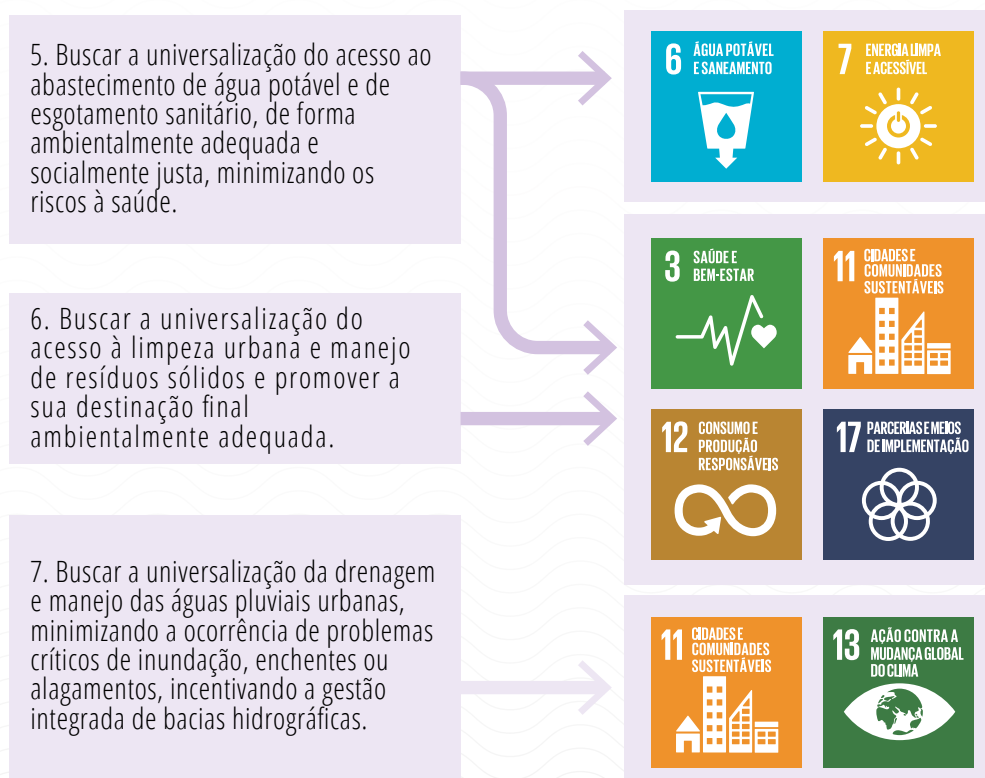 5. Buscar a universalização do acesso ao
abastecimento de água potável e de
esgotamento sanitário, de forma
ambientalmente adequada e
socialmente justa, minimizando os
riscos à saúde.
6 ÁGUA POTÁVEL
E SANEAMENTO
7 ENERGIA LIMPA
E ACESSÍVEL
6. Buscar a universalização do
acesso à limpeza urbana e manejo
de resíduos sólidos e promover a
sua destinação final
ambientalmente adequada.
3 SAÚDE E
BEM-ESTAR
11 CIDADES E
COMUNIDADES
SUSTENTÁVEIS
12 CONSUMO E
PRODUÇÃO
RESPONSÁVEIS
17 PARCERIAS E MEIOS
DE IMPLEMENTAÇÃO
7. Buscar a universalização da drenagem
e manejo das águas pluviais urbanas,
minimizando a ocorrência de problemas
críticos de inundação, enchentes ou
alagamentos, incentivando a gestão
integrada de bacias hidrográficas.
11 CIDADES E
COMUNIDADES
SUSTENTÁVEIS
13 AÇÃO CONTRA A
MUDANÇA GLOBAL
DO CLIMA